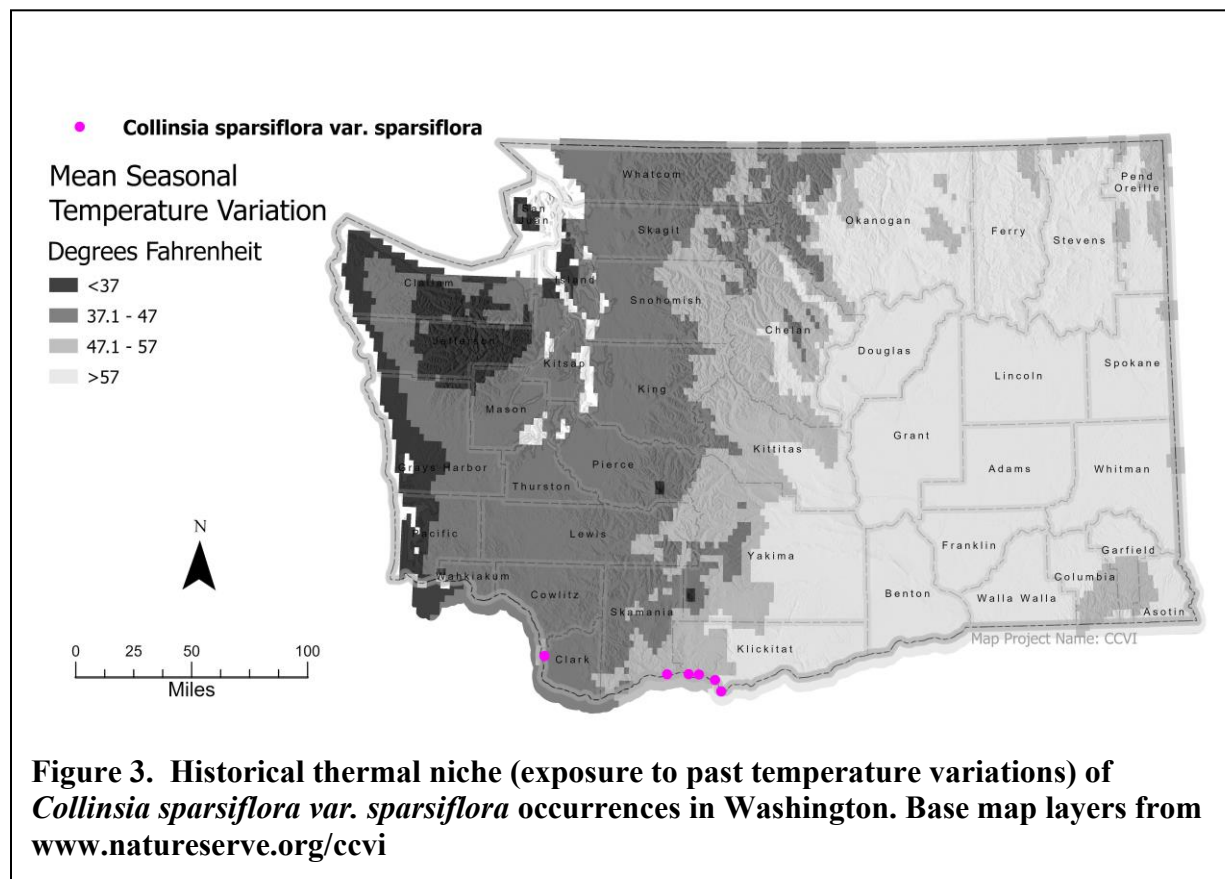 Collinsia sparsiflora var. sparsiflora
Mean Seasonal
Temperature Variation
Degrees Fahrenheit
<37
37.1 - 47
47.1 - 57
>57
Whatcom
Pend
Oreille
San
Juan
Okanogan
Ferry
Stevens
Skagit
Clallam
Island
Snohomish
Chelan
Jefferson
Douglas
Kitsap
Lincoln
Spokane
King
Mason
Grant
Kittitas
Grays Harbor
Pierce
Adams
Whitman
Thurston
N
Pacific
Lewis
Yakima
Franklin
Garfield
Wahkiakum
Columbia
Cowlitz
Benton
Walla Walla
Asotin
Skamania
Map Project Name: CCVI
Klickitat
Clark
0 25 50 100
Miles
Figure 3. Historical thermal niche (exposure to past temperature variations) of
Collinsia sparsiflora var. sparsiflora occurrences in Washington. Base map layers from
www.natureserve.org/ccvi